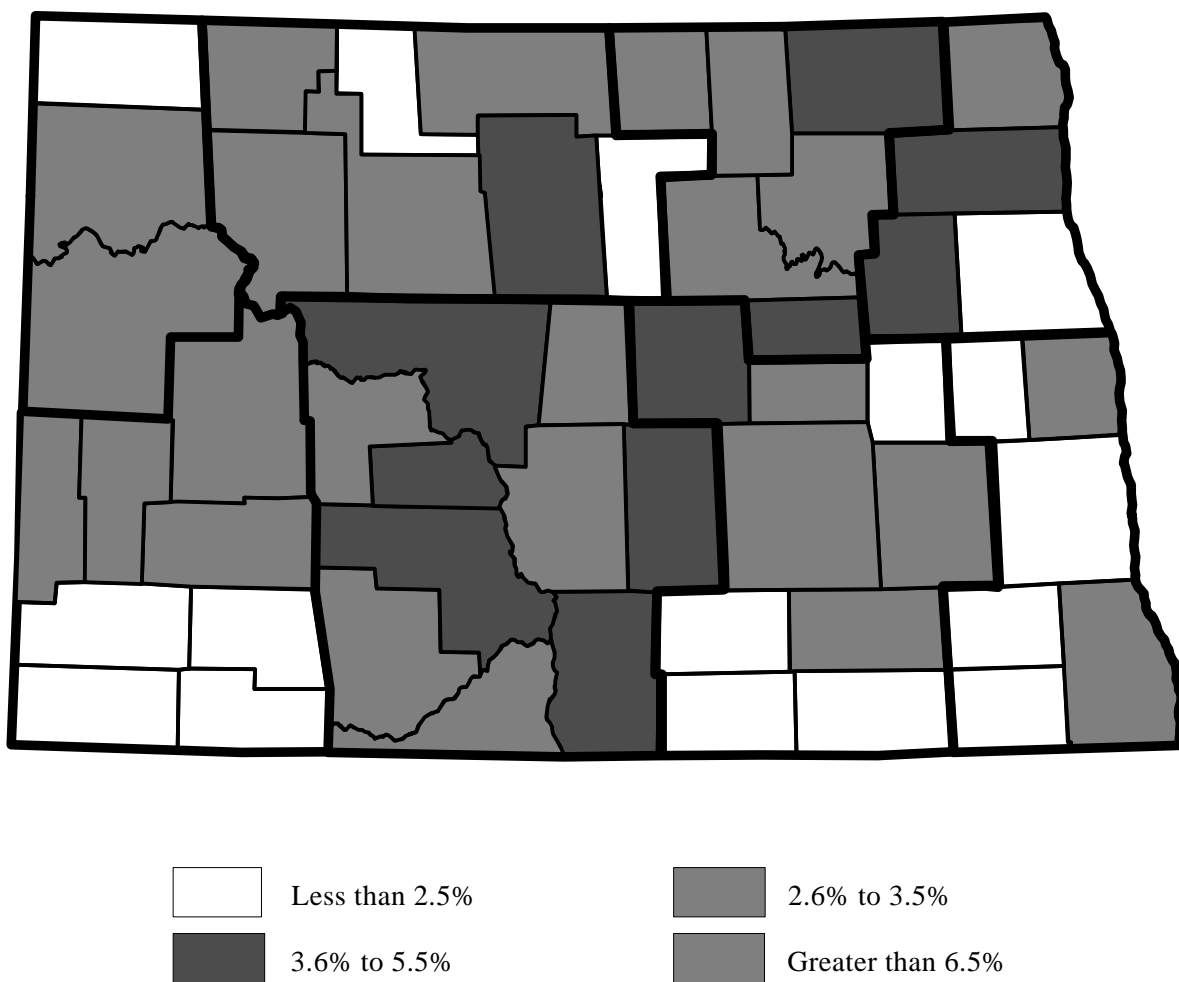 Less than 2.5%
2.6% to 3.5%
3.6% to 5.5%
Greater than 6.5%